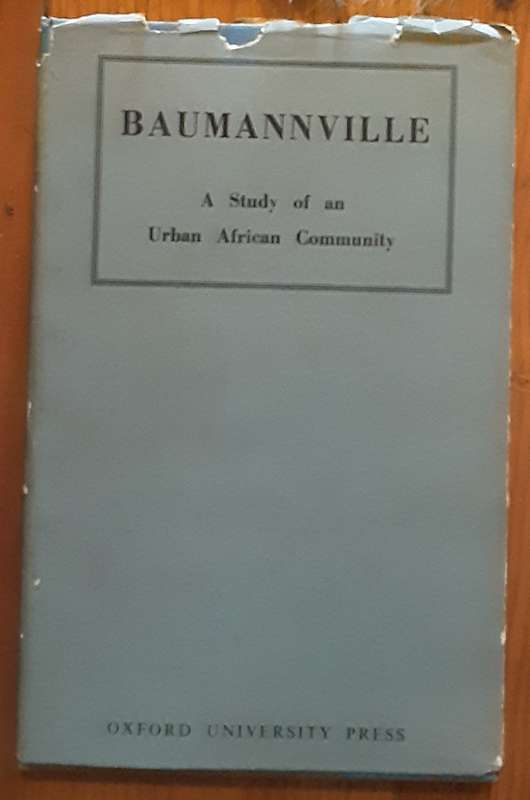 BAUMANNVILLE
A Study of an
Urban African Community
OXFORD UNIVERSITY PRESS